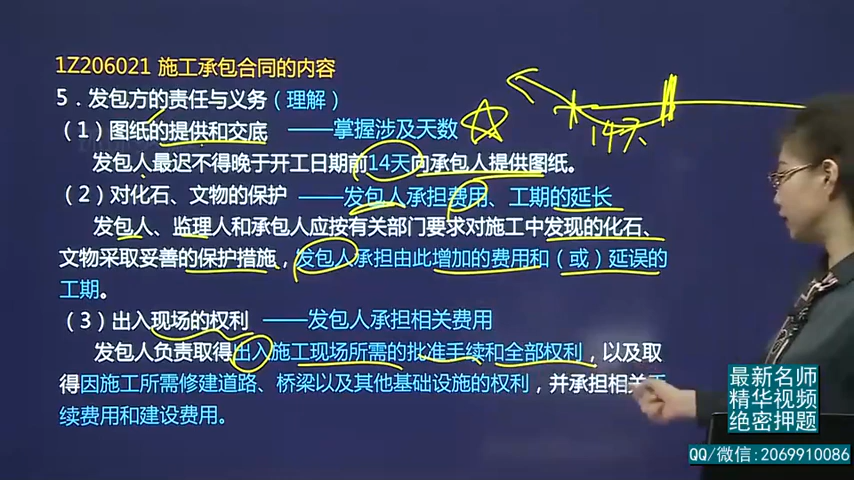 1Z206021 施工承包合同的内容
5．发包方的责任与义务（理解）
（1）图纸的提供和交底 ——掌握涉及天数
14天
发包人最迟不得晚于开工日期前14天向承包人提供图纸。
（2）对化石、文物的保护 ——发包人承担费用、工期的延长
发包人、监理人和承包人应按有关部门要求对施工中发现的化石、
文物采取妥善的保护措施，发包人承担由此增加的费用和（或）延误的
工期。
（3）出入现场的权利 ——发包人承担相关费用
发包人负责取得出入施工现场所需的批准手续和全部权利，以及取
得因施工所需修建道路、桥梁以及其他基础设施的权利，并承担相关手
续费用和建设费用。
最新名师
精华视频
绝密押题
QQ/微信:2069910086